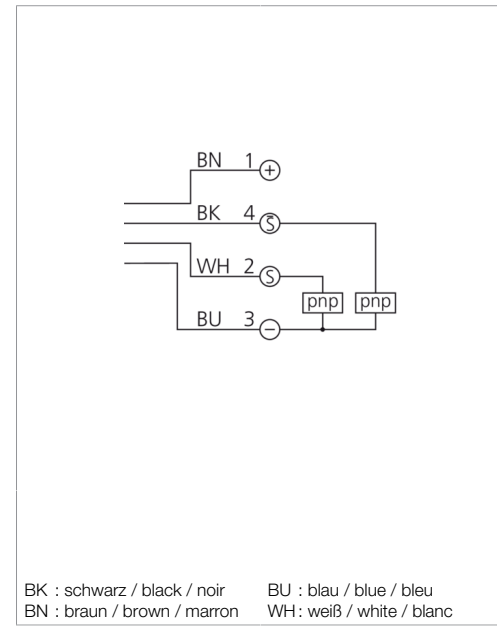 BN 1 +
BK 4 S̄
WH 2 S
pnp pnp
BU 3 −
BK : schwarz / black / noir BU : blau / blue / bleu
BN : braun / brown / marron WH : weiß / white / blanc